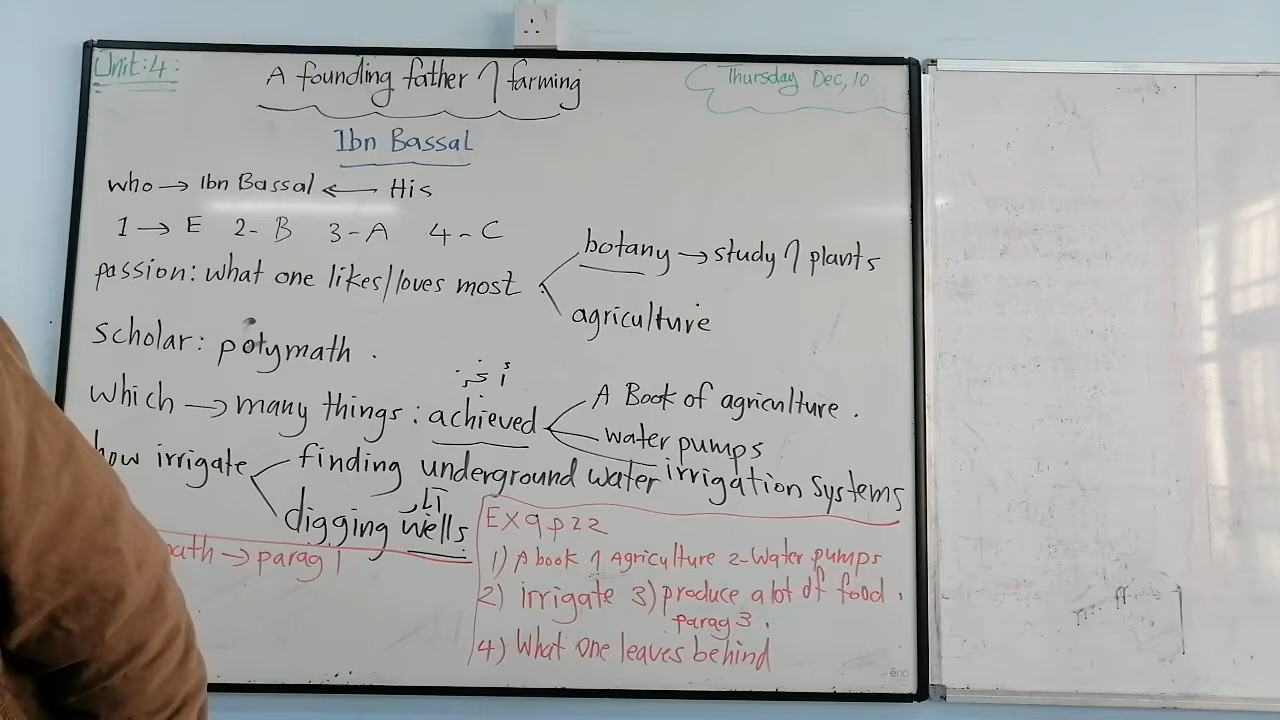 Unit:4:
A founding father of farming
Thursday Dec, 10
Ibn Bassal
who → Ibn Bassal ← His
1 → E 2- B 3-A 4-C
passion: what one likes/loves most
botany → study of plants
agriculture
scholar: polymath .
which → many things : achieved
A Book of agriculture .
water pumps
irrigation systems
how irrigate
finding underground water
digging wells
آبار
math → parag 1
Ex 9 p 22
1) A book of Agriculture 2- Water pumps
2) irrigate 3) produce a lot of food .
parag 3 .
4) What one leaves behind
eno